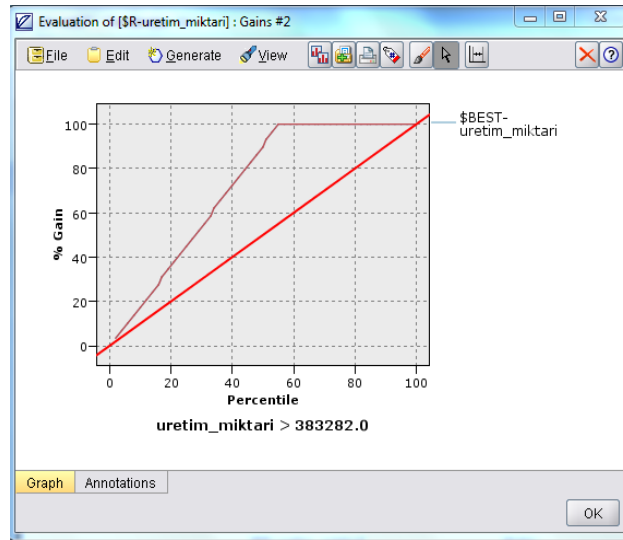 Evaluation of [$R-uretim_miktari] : Gains #2
File Edit Generate View
$BEST-
uretim_miktari
100
80
60
40
20
0
% Gain
0 20 40 60 80 100
Percentile
uretim_miktari > 383282.0
Graph Annotations
OK